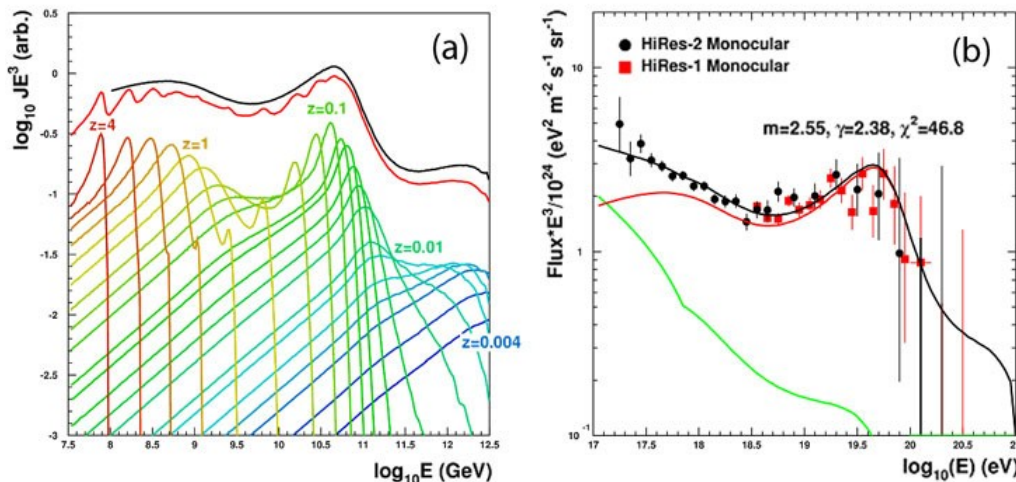 log₁₀ JE³ (arb.)
(a)
0
-0.5
-1
-1.5
-2
-2.5
-3
z=4
z=1
z=0.1
z=0.01
z=0.004
7.5 8 8.5 9 9.5 10 10.5 11 11.5 12 12.5
log₁₀E (GeV)
Flux*E³/10²⁴ (eV² m⁻² s⁻¹ sr⁻¹)
(b)
HiRes-2 Monocular
HiRes-1 Monocular
m=2.55, γ=2.38, χ²=46.8
10
1
10⁻¹
17 17.5 18 18.5 19 19.5 20 20.5
log₁₀(E) (eV)